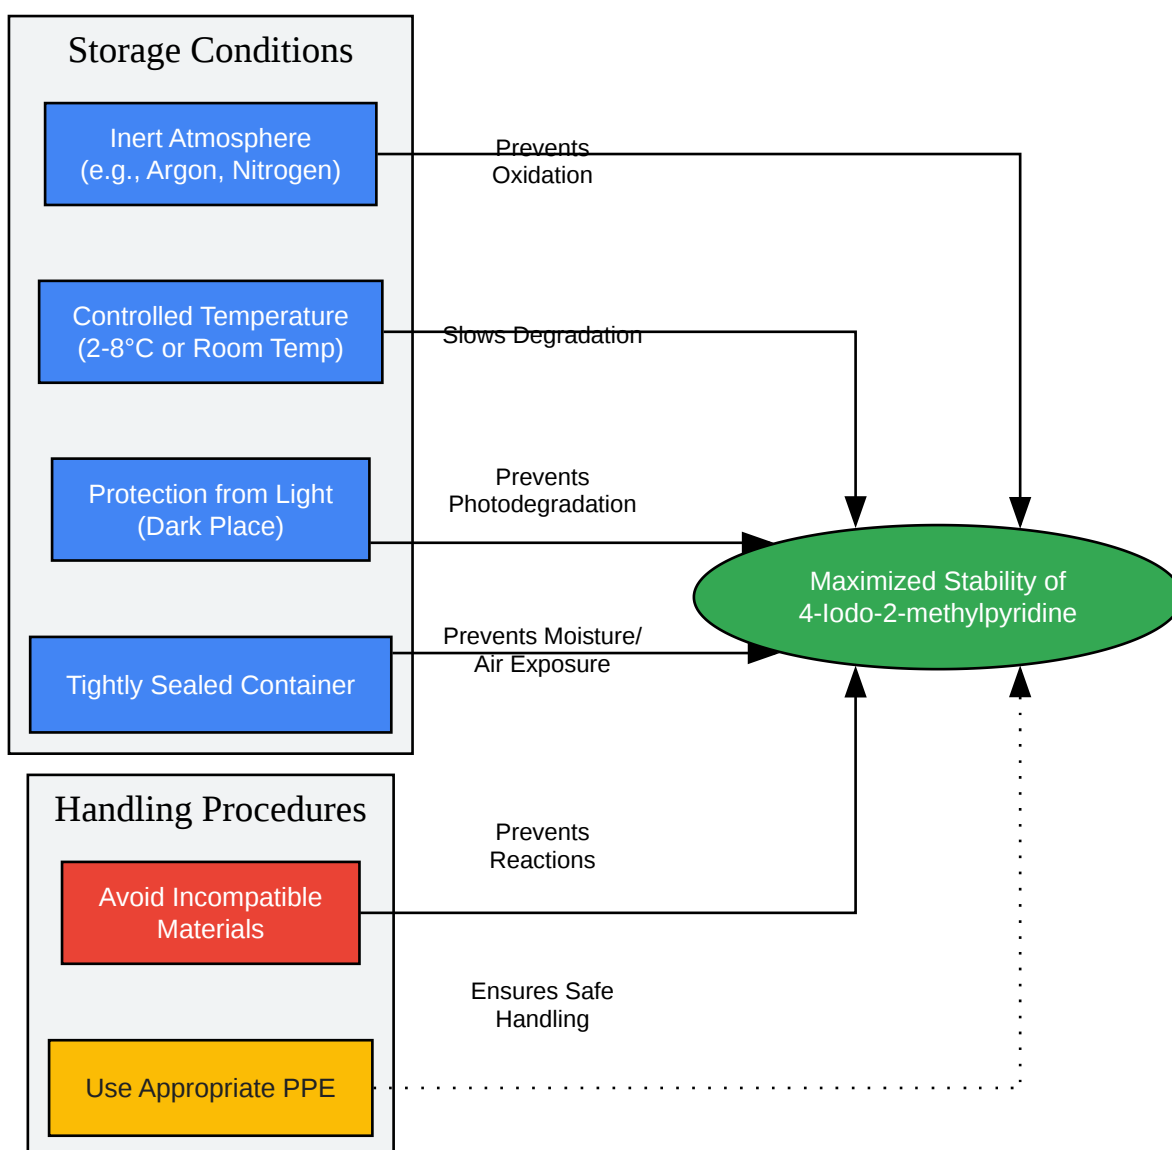 Storage Conditions
Inert Atmosphere
(e.g., Argon, Nitrogen)
Prevents
Oxidation
Controlled Temperature
(2-8°C or Room Temp)
Slows Degradation
Protection from Light
(Dark Place)
Prevents
Photodegradation
Maximized Stability of
4-Iodo-2-methylpyridine
Tightly Sealed Container
Prevents Moisture/
Air Exposure
Handling Procedures
Avoid Incompatible
Materials
Prevents
Reactions
Use Appropriate PPE
Ensures Safe
Handling